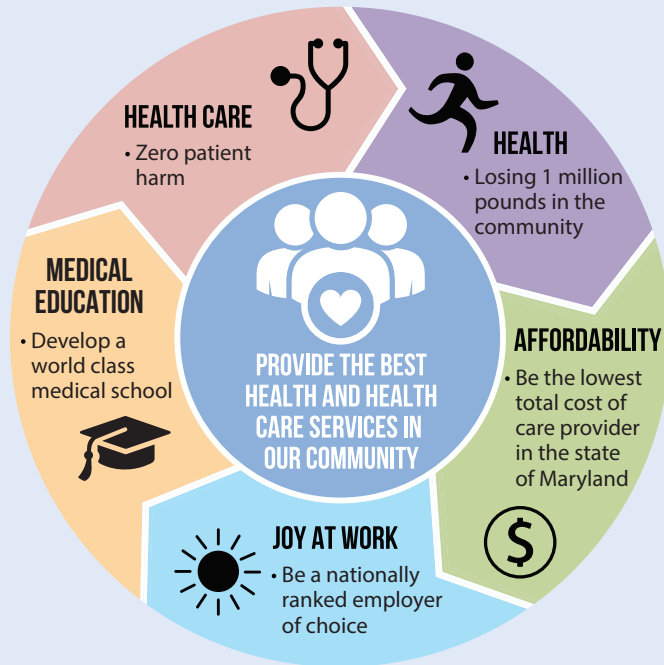 HEALTH CARE
• Zero patient
harm
HEALTH
• Losing 1 million
pounds in the
community
AFFORDABILITY
• Be the lowest
total cost of
care provider
in the state
of Maryland
$
JOY AT WORK
• Be a nationally
ranked employer
of choice
MEDICAL
EDUCATION
• Develop a
world class
medical school
PROVIDE THE BEST
HEALTH AND HEALTH
CARE SERVICES IN
OUR COMMUNITY